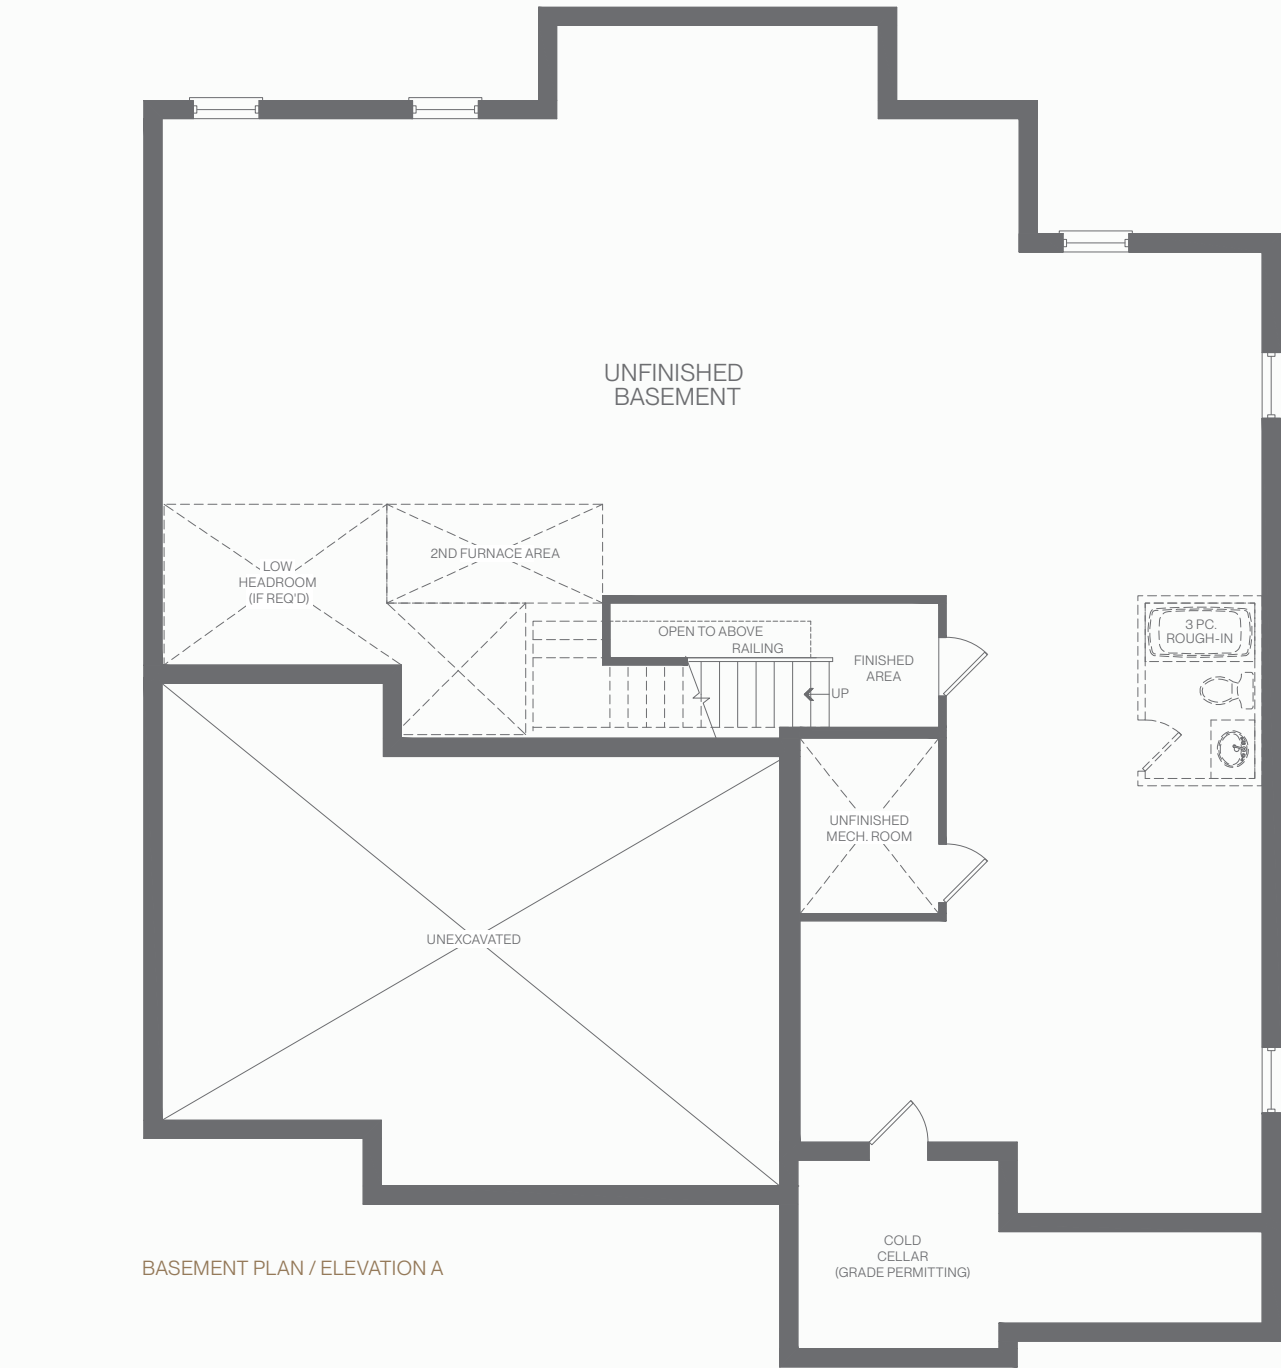 UNFINISHED
BASEMENT
2ND FURNACE AREA
LOW
HEADROOM
(IF REQ'D)
OPEN TO ABOVE
RAILING
FINISHED
AREA
UP
3 PC.
ROUGH-IN
UNFINISHED
MECH. ROOM
UNEXCAVATED
COLD
CELLAR
(GRADE PERMITTING)
BASEMENT PLAN / ELEVATION A